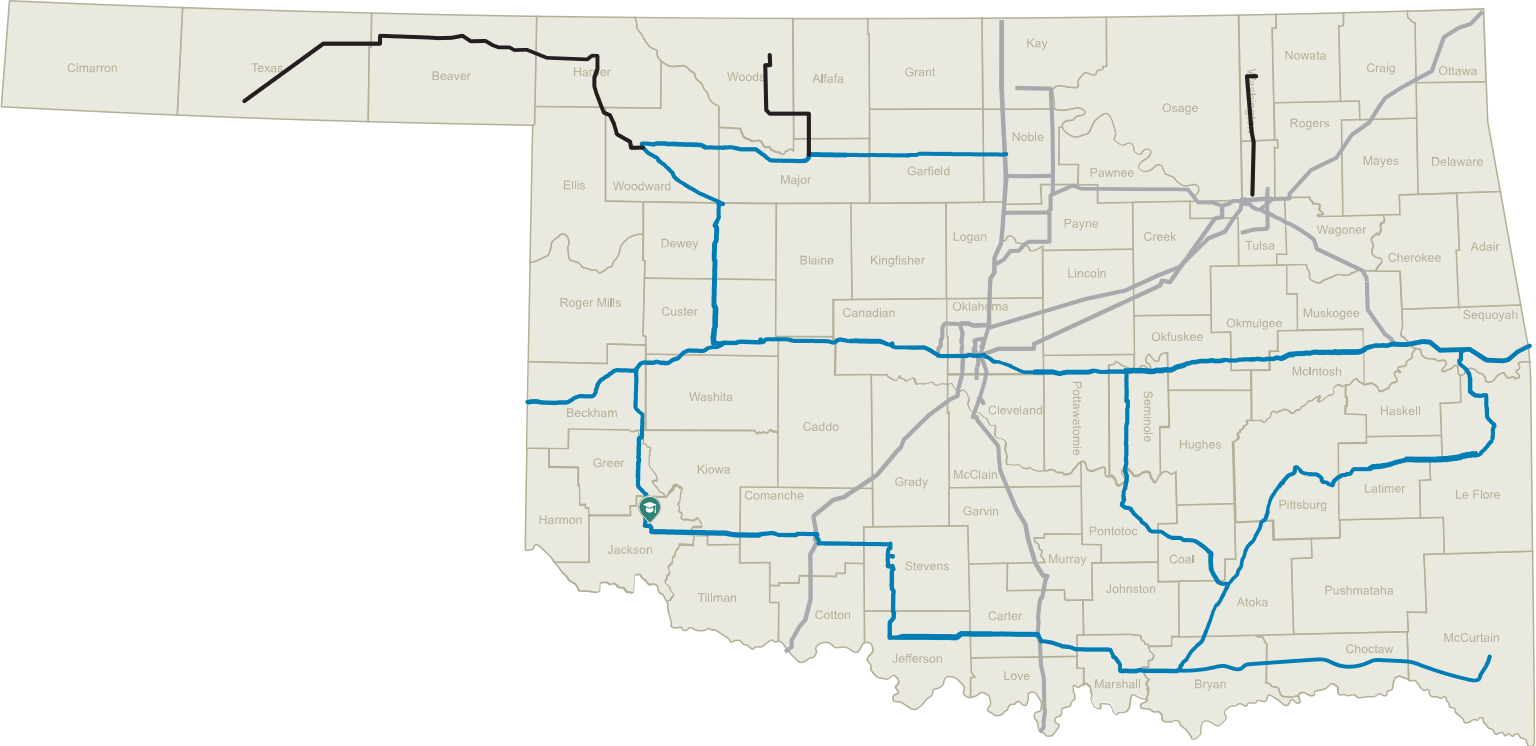 Cimarron
Texas
Beaver
Harper
Woods
Alfafa
Grant
Kay
Nowata
Craig
Ottawa
Washington
Osage
Rogers
Noble
Mayes
Delaware
Pawnee
Ellis
Woodward
Major
Garfield
Payne
Creek
Tulsa
Wagoner
Cherokee
Adair
Dewey
Blaine
Kingfisher
Logan
Lincoln
Roger Mills
Custer
Canadian
Oklahoma
Okfuskee
Okmulgee
Muskogee
Sequoyah
McIntosh
Beckham
Washita
Caddo
Cleveland
Pottawatomie
Seminole
Hughes
Haskell
Greer
Kiowa
Comanche
Grady
McClain
Garvin
Pittsburg
Latimer
Le Flore
Harmon
Jackson
Pontotoc
Coal
Stevens
Murray
Johnston
Atoka
Pushmataha
Tillman
Cotton
Carter
McCurtain
Jefferson
Love
Marshall
Bryan
Choctaw